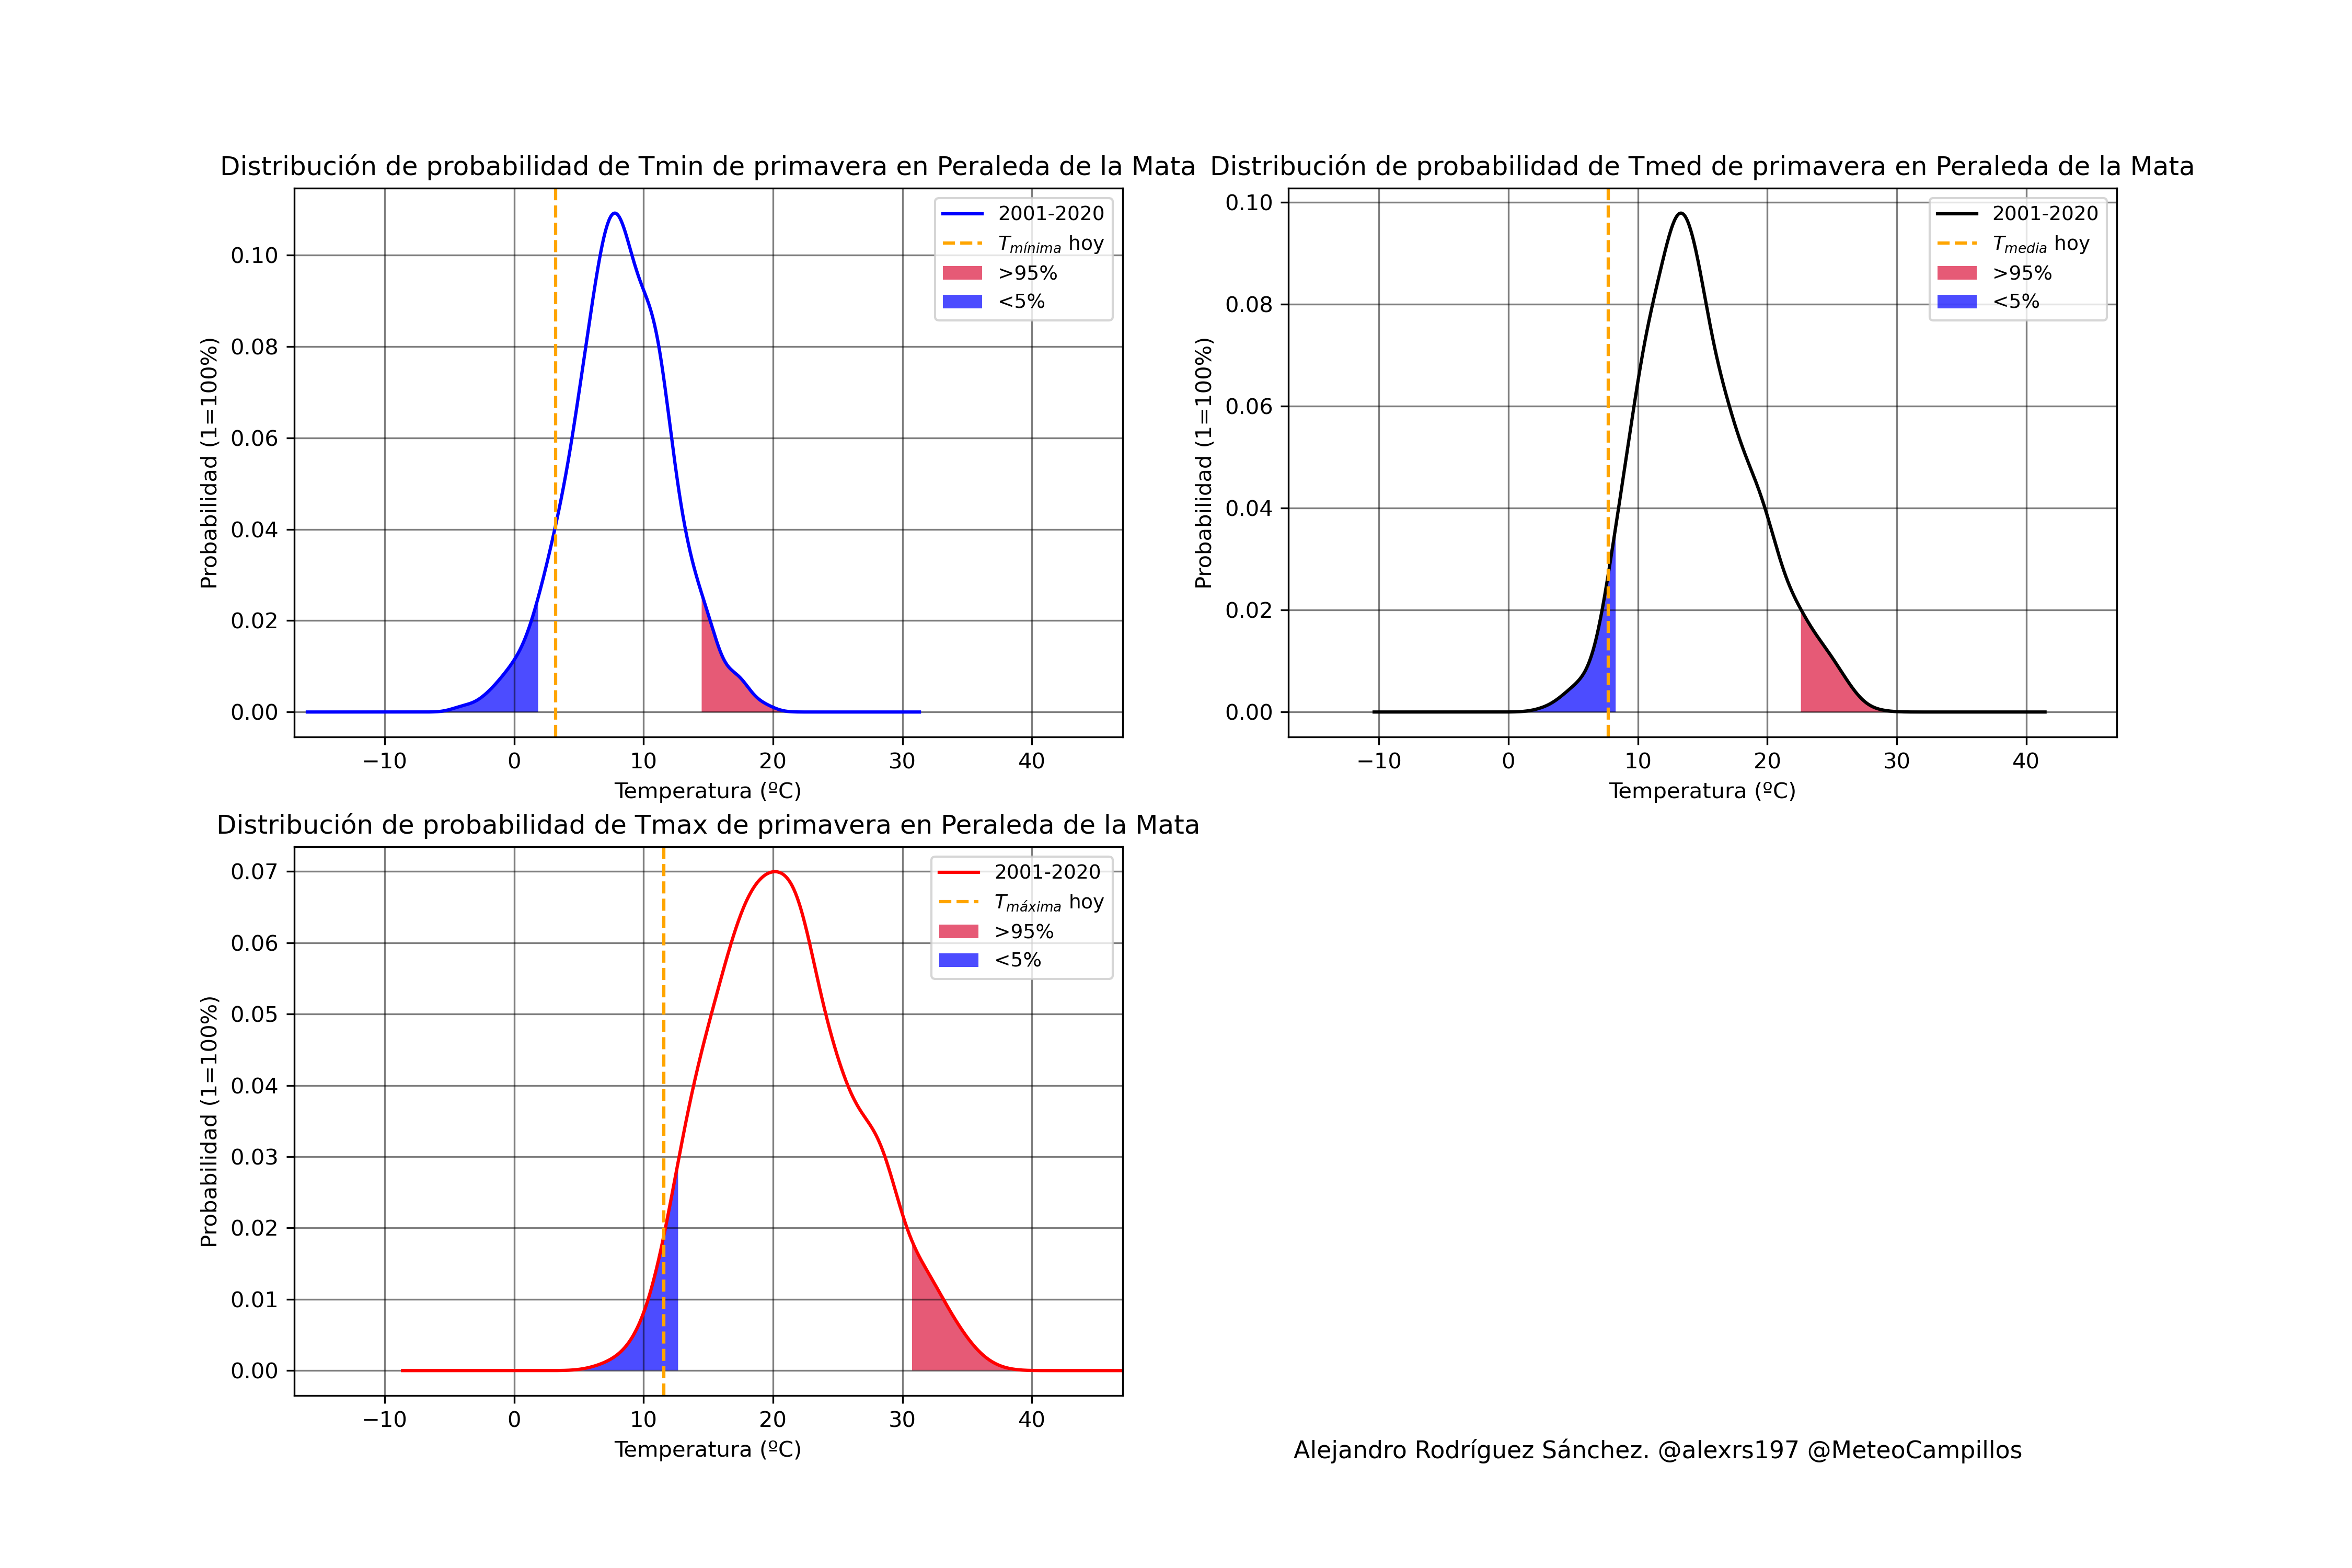 Distribución de probabilidad de Tmin de primavera en Peraleda de la Mata
Probabilidad (1=100%)
0.10
0.08
0.06
0.04
0.02
0.00
−10 0 10 20 30 40
Temperatura (ºC)
2001-2020
Tmínima hoy
>95%
<5%
Distribución de probabilidad de Tmed de primavera en Peraleda de la Mata
Probabilidad (1=100%)
0.10
0.08
0.06
0.04
0.02
0.00
−10 0 10 20 30 40
Temperatura (ºC)
2001-2020
Tmedia hoy
>95%
<5%
Distribución de probabilidad de Tmax de primavera en Peraleda de la Mata
Probabilidad (1=100%)
0.07
0.06
0.05
0.04
0.03
0.02
0.01
0.00
−10 0 10 20 30 40
Temperatura (ºC)
2001-2020
Tmáxima hoy
>95%
<5%
Alejandro Rodríguez Sánchez. @alexrs197 @MeteoCampillos